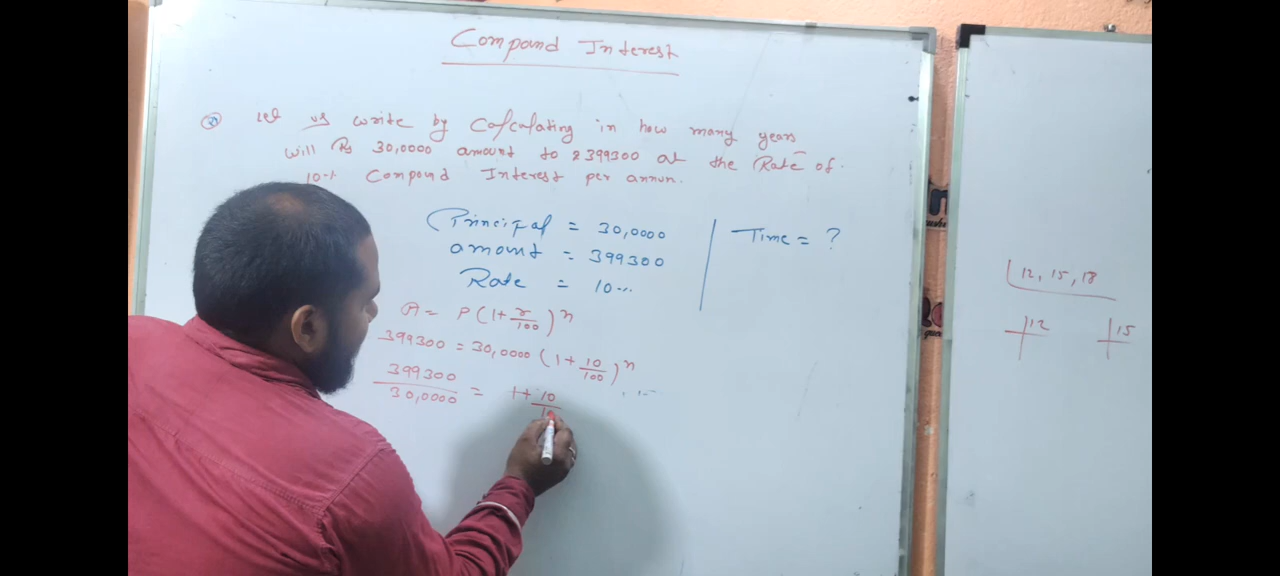 Compound Interest
Let us write by Calculating in how many years
will Rs 30,0000 amount to 399300 at the Rate of
10% Compound Interest per annum.
Principal = 30,0000
amount = 399300
Rate = 10%
Time = ?
A = P(1+r/100)^n
399300 = 30,0000 (1+10/100)^n
399300/30,0000 = 1+10/1
12, 15, 18
12
15